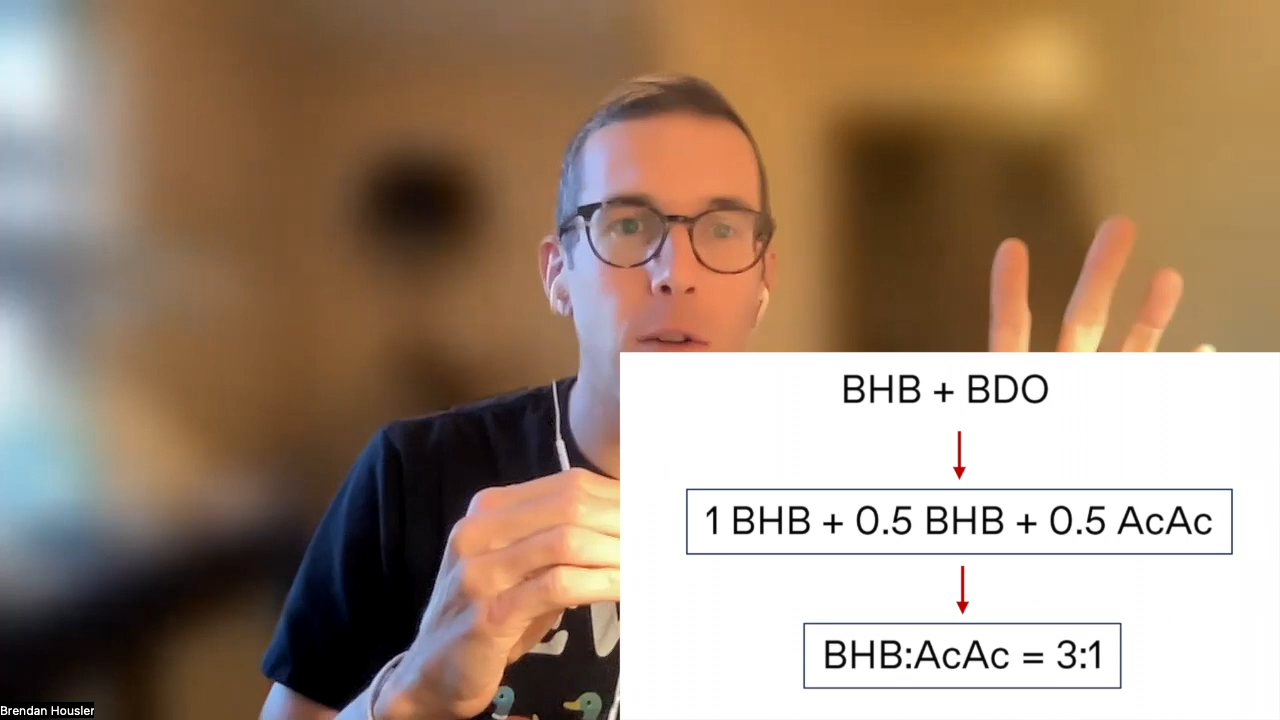 BHB + BDO
1 BHB + 0.5 BHB + 0.5 AcAc
BHB:AcAc = 3:1
Brendan Housler